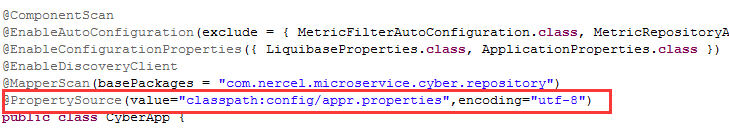 @ComponentScan
@EnableAutoConfiguration(exclude = { MetricFilterAutoConfiguration.class, MetricRepositoryA
@EnableConfigurationProperties({ LiquibaseProperties.class, ApplicationProperties.class })
@EnableDiscoveryClient
@MapperScan(basePackages = "com.nercel.microservice.cyber.repository")
@PropertySource(value="classpath:config/appr.properties",encoding="utf-8")
public class CyberApp {